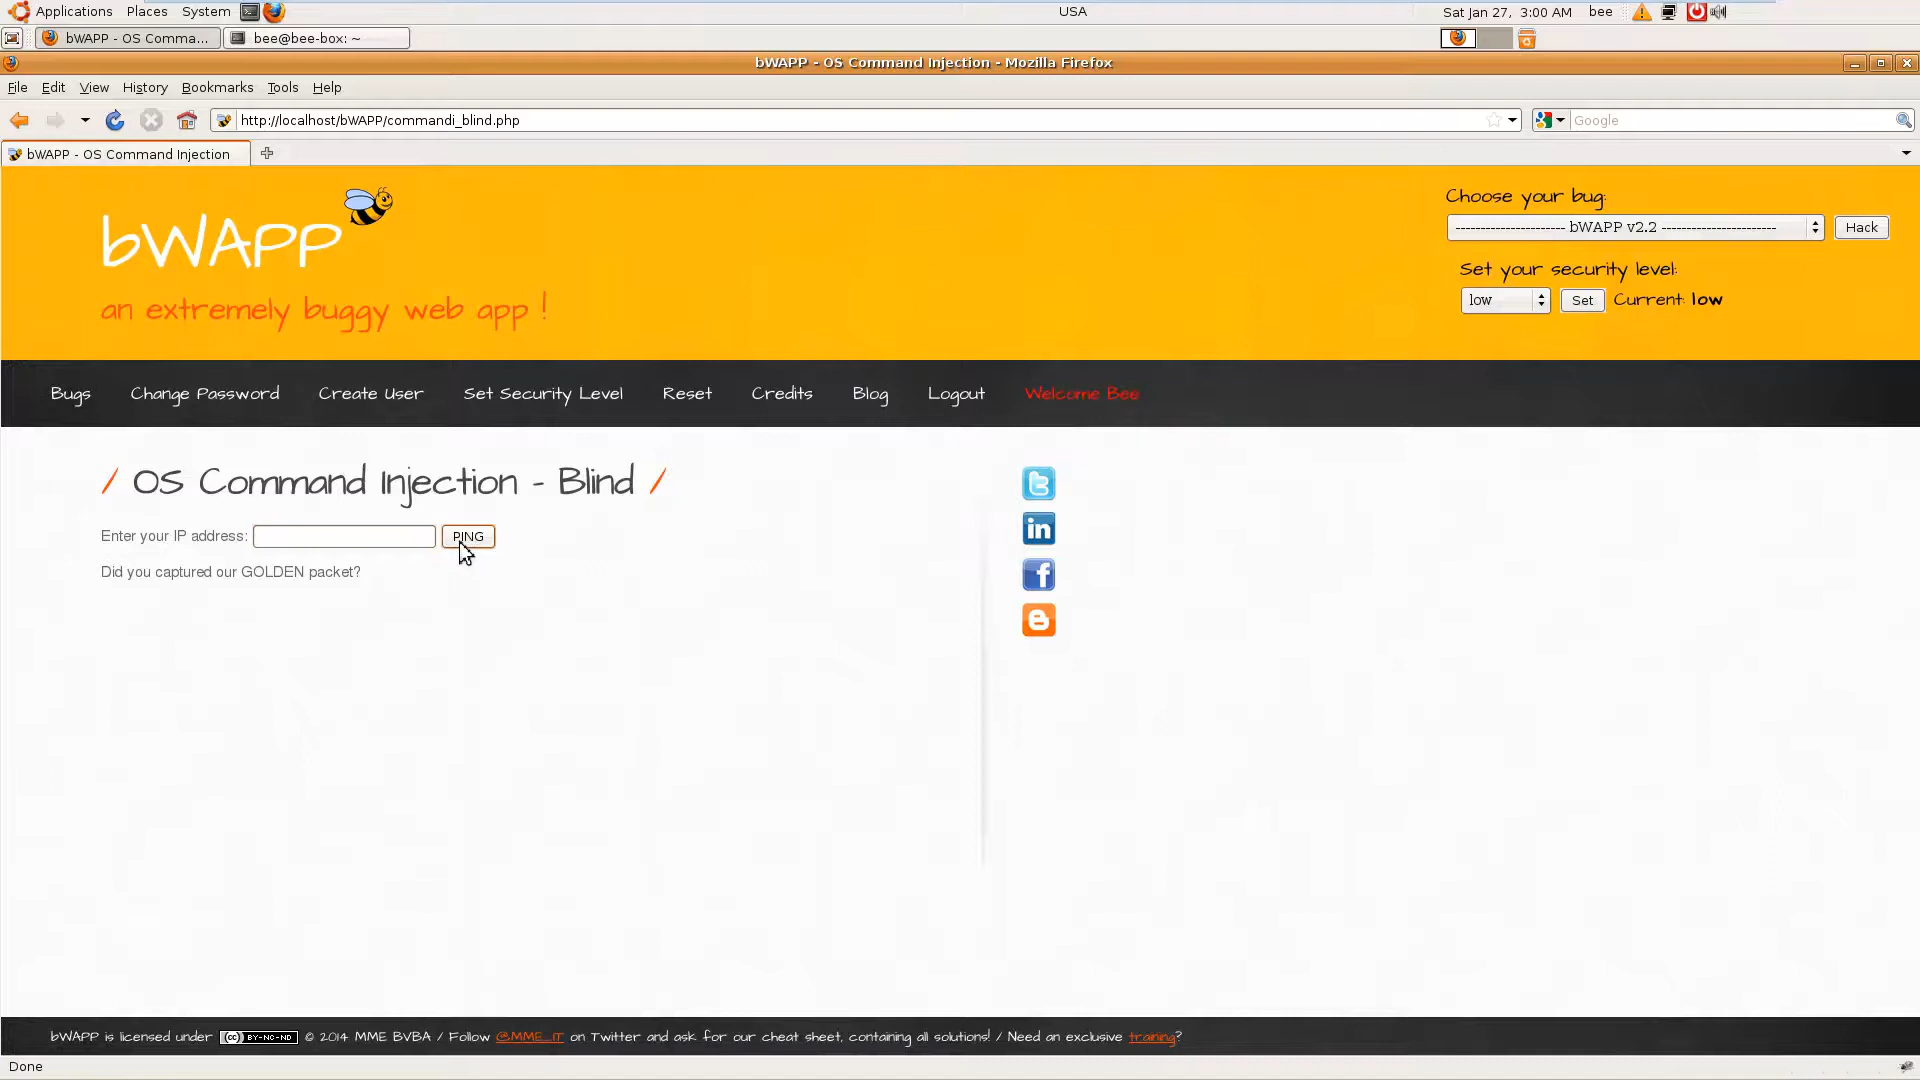 Applications Places System USA Sat Jan 27, 3:00 AM bee
bWAPP - OS Comma... bee@bee-box: ~
bWAPP - OS Command Injection - Mozilla Firefox
File Edit View History Bookmarks Tools Help
http://localhost/bWAPP/commandi_blind.php Google
bWAPP - OS Command Injection
Choose your bug:
---------------------- bWAPP v2.2 ----------------------- Hack
bWAPP
Set your security level:
low Set Current: low
an extremely buggy web app !
Bugs Change Password Create User Set Security Level Reset Credits Blog Logout Welcome Bee
/ OS Command Injection - Blind /
Enter your IP address: PING
Did you captured our GOLDEN packet?
bWAPP is licensed under (cc) BY-NC-ND © 2014 MME BVBA / Follow @MME_IT on Twitter and ask for our cheat sheet, containing all solutions! / Need an exclusive training?
Done